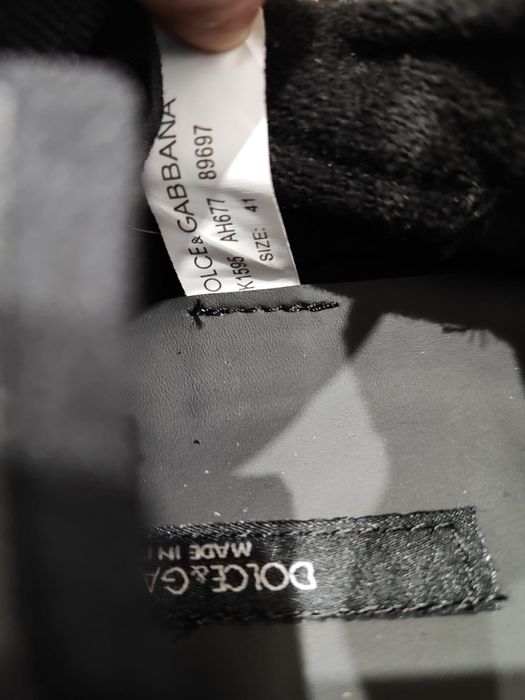 OLCE&GABBANA
K1595 AH677 89697
SIZE: 41
DOLCE&GA
MADE IN